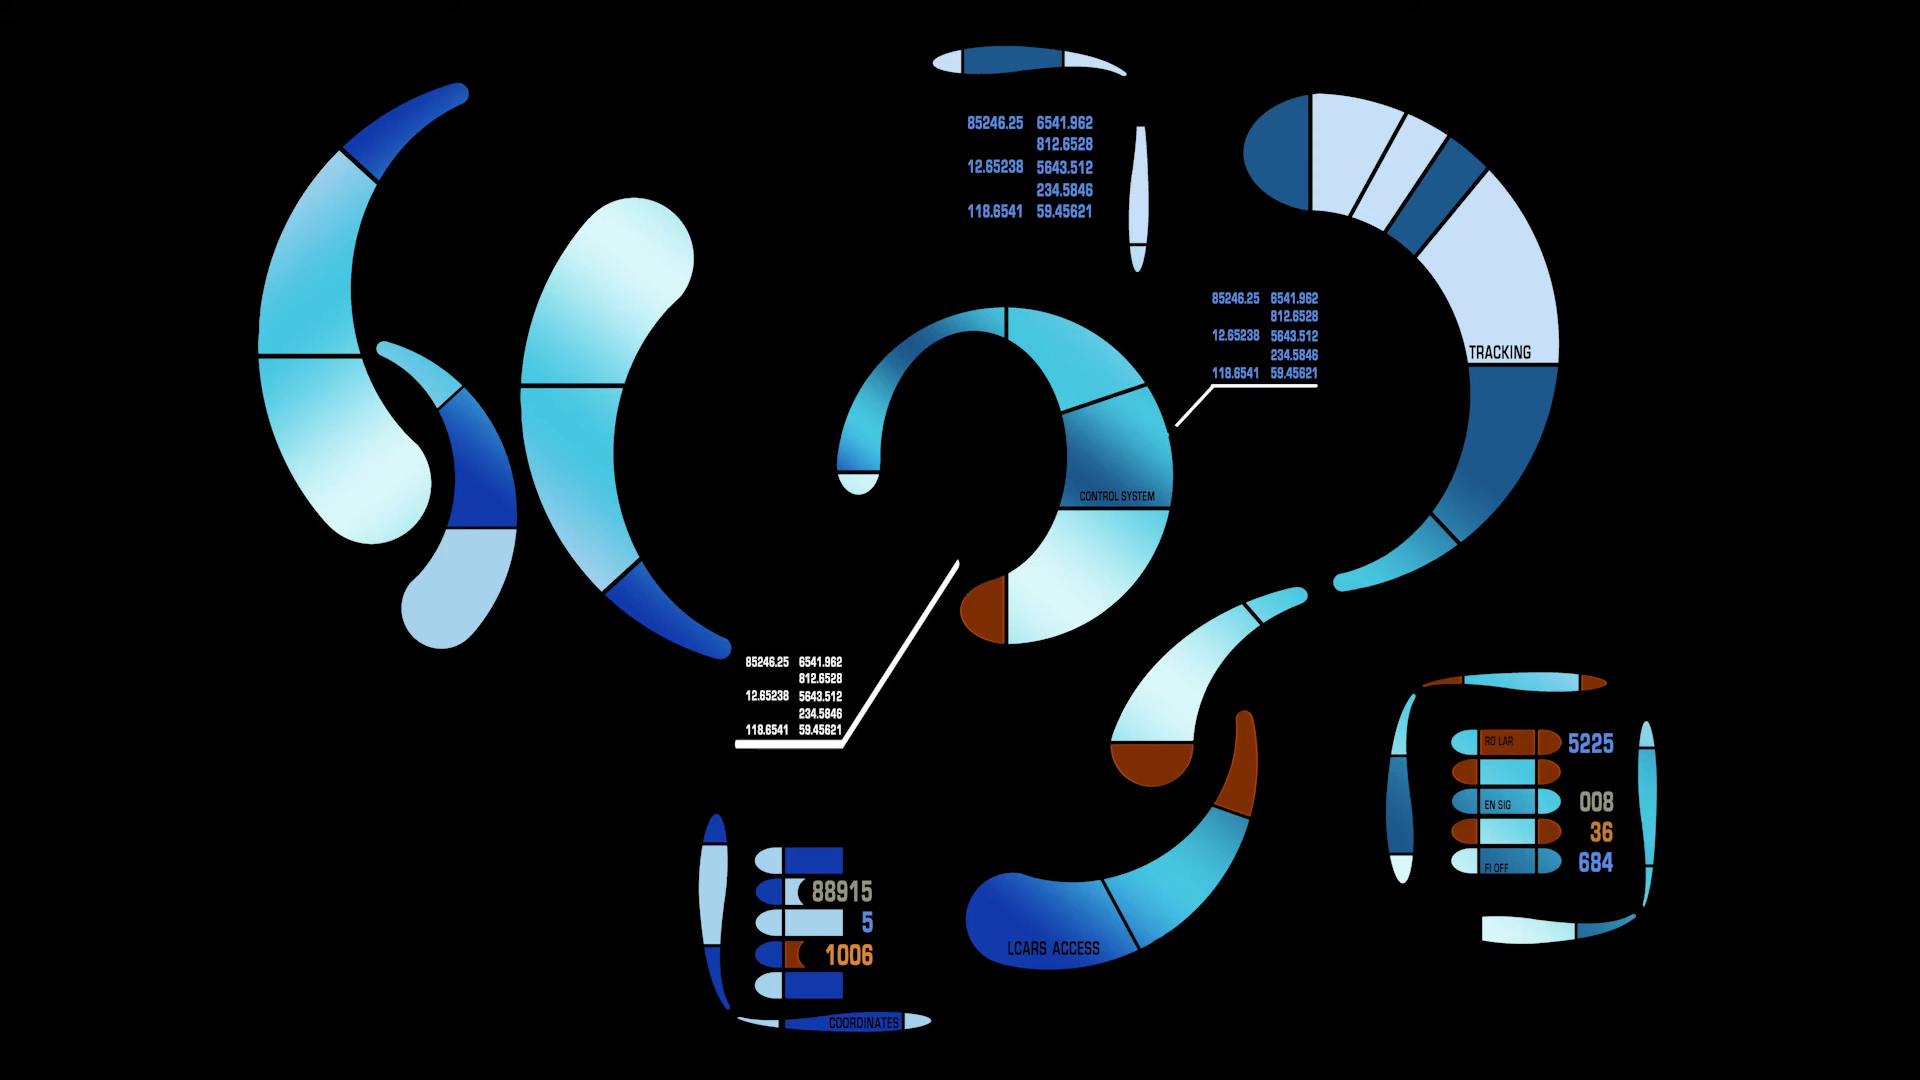 85246.25 6541.962
812.6528
12.65238 5643.512
234.5846
118.6541 59.45621
85246.25 6541.962
812.6528
12.65238 5643.512
234.5846
118.6541 59.45621
TRACKING
CONTROL SYSTEM
85246.25 6541.962
812.6528
12.65238 5643.512
234.5846
118.6541 59.45621
RO LAR 5225
EN SIG 008
36
FI OFF 684
88915
5
1006
LCARS ACCESS
COORDINATES